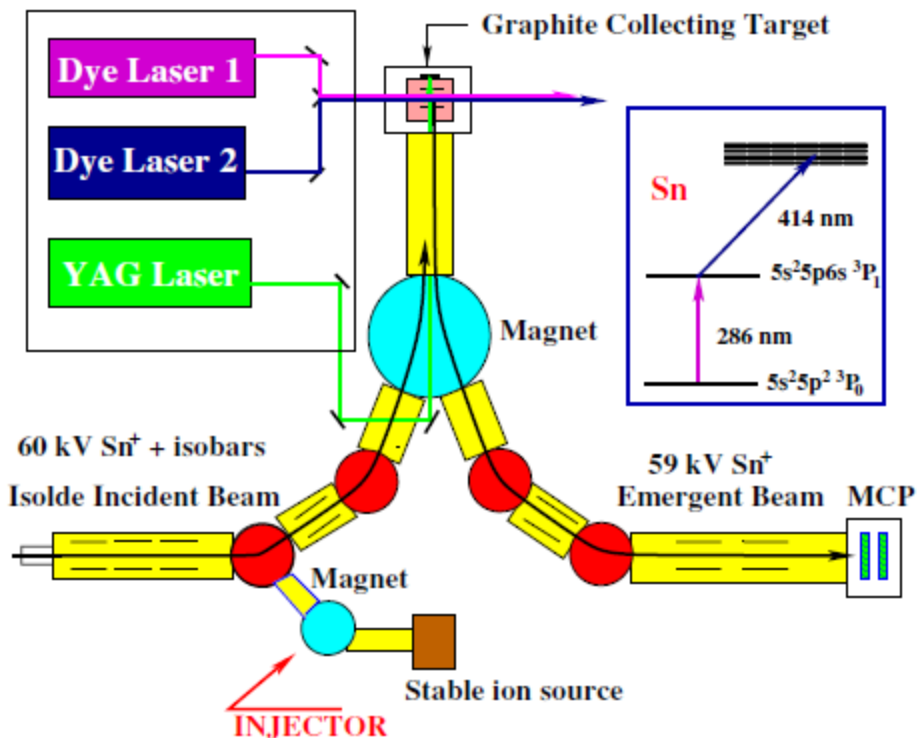 Graphite Collecting Target
Dye Laser 1
Dye Laser 2
YAG Laser
Sn
414 nm
5s²5p6s ³P₁
286 nm
5s²5p² ³P₀
Magnet
60 kV Sn⁺ + isobars
Isolde Incident Beam
59 kV Sn⁺
Emergent Beam
MCP
Magnet
Stable ion source
INJECTOR